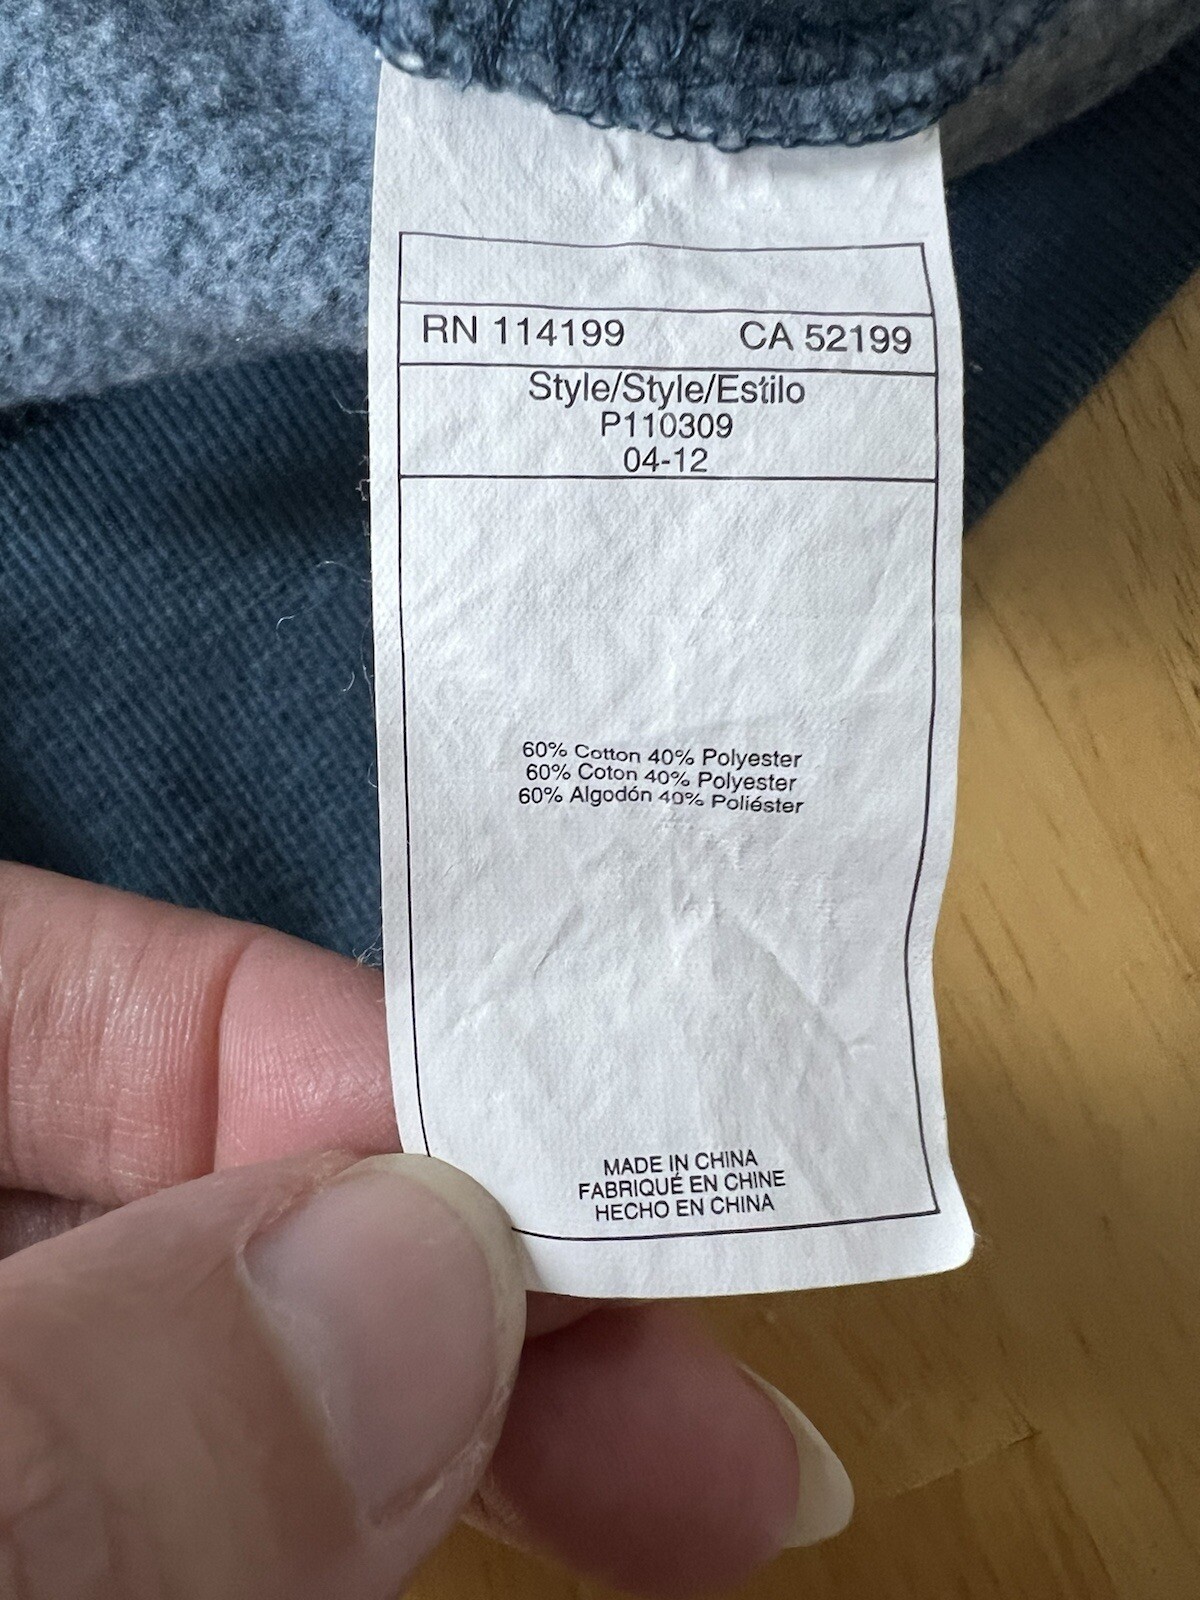 RN 114199 CA 52199
Style/Style/Estilo
P110309
04-12
60% Cotton 40% Polyester
60% Coton 40% Polyester
60% Algodón 40% Poliéster
MADE IN CHINA
FABRIQUÉ EN CHINE
HECHO EN CHINA